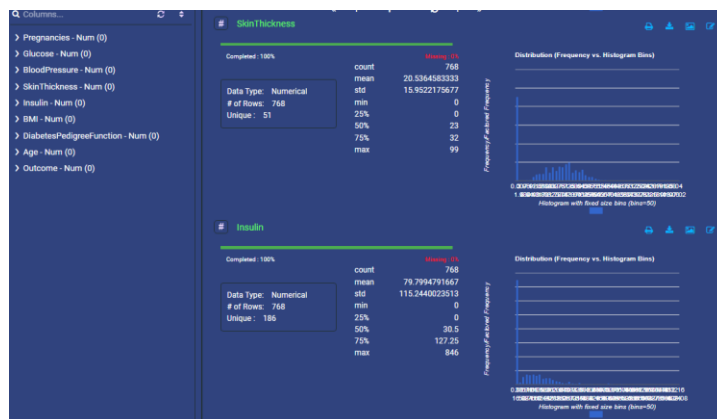 Columns...
Pregnancies - Num (0)
Glucose - Num (0)
BloodPressure - Num (0)
SkinThickness - Num (0)
Insulin - Num (0)
BMI - Num (0)
DiabetesPedigreeFunction - Num (0)
Age - Num (0)
Outcome - Num (0)
# SkinThickness
Completed : 100%
Missing : 0%
Data Type: Numerical
# of Rows: 768
Unique : 51
count 768
mean 20.5364583333
std 15.9522175677
min 0
25% 0
50% 23
75% 32
max 99
Distribution (Frequency vs. Histogram Bins)
Frequency/Factored Frequency
Histogram with fixed size bins (bins=50)
# Insulin
Completed : 100%
Missing : 0%
Data Type: Numerical
# of Rows: 768
Unique : 186
count 768
mean 79.7994791667
std 115.2440023513
min 0
25% 0
50% 30.5
75% 127.25
max 846
Distribution (Frequency vs. Histogram Bins)
Frequency/Factored Frequency
Histogram with fixed size bins (bins=50)